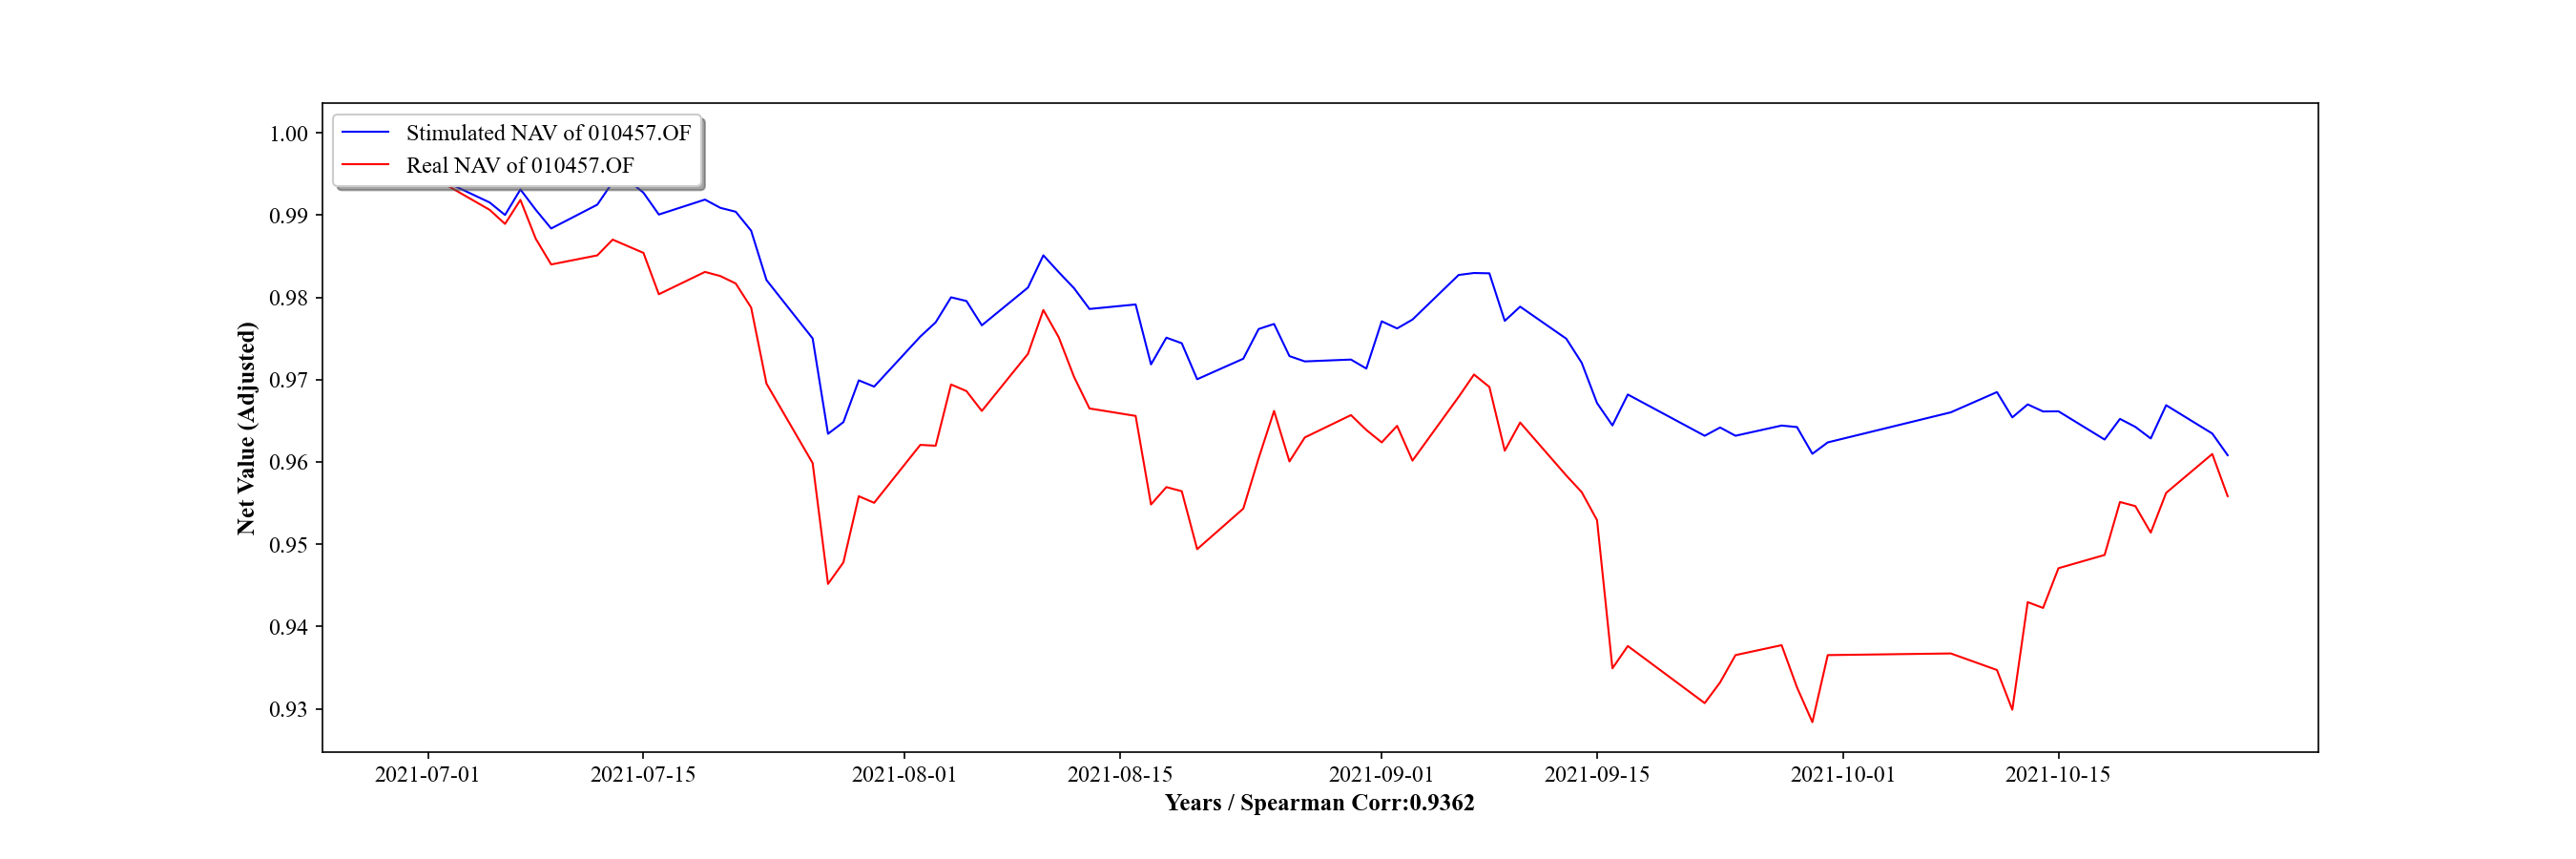 Stimulated NAV of 010457.OF
Real NAV of 010457.OF
1.00
0.99
0.98
0.97
0.96
0.95
0.94
0.93
Net Value (Adjusted)
2021-07-01 2021-07-15 2021-08-01 2021-08-15 2021-09-01 2021-09-15 2021-10-01 2021-10-15
Years / Spearman Corr:0.9362